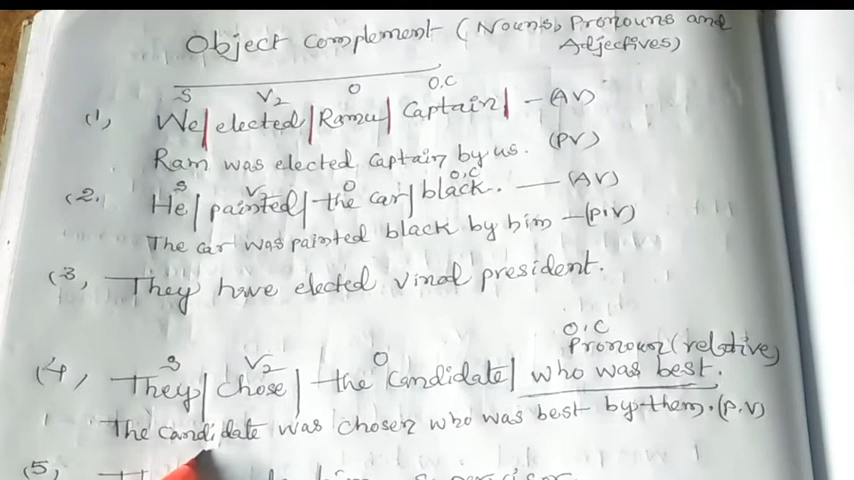 Object complement (Nouns, Pronouns and
Adjectives)
S V2 O O.C
(1, We| elected| Ramu| Captain| - (AV)
Ram was elected Captain by us. (PV)
S V2 O O.C
(2. He| painted| the car| black. — (AV)
The car was painted black by him - (P.V)
(3, They have elected Vinal president.
O.C
S V2 O Pronoun (relative)
(4, They| chose| the candidate| who was best.
The candidate was chosen who was best by them. (P.V)
(5,